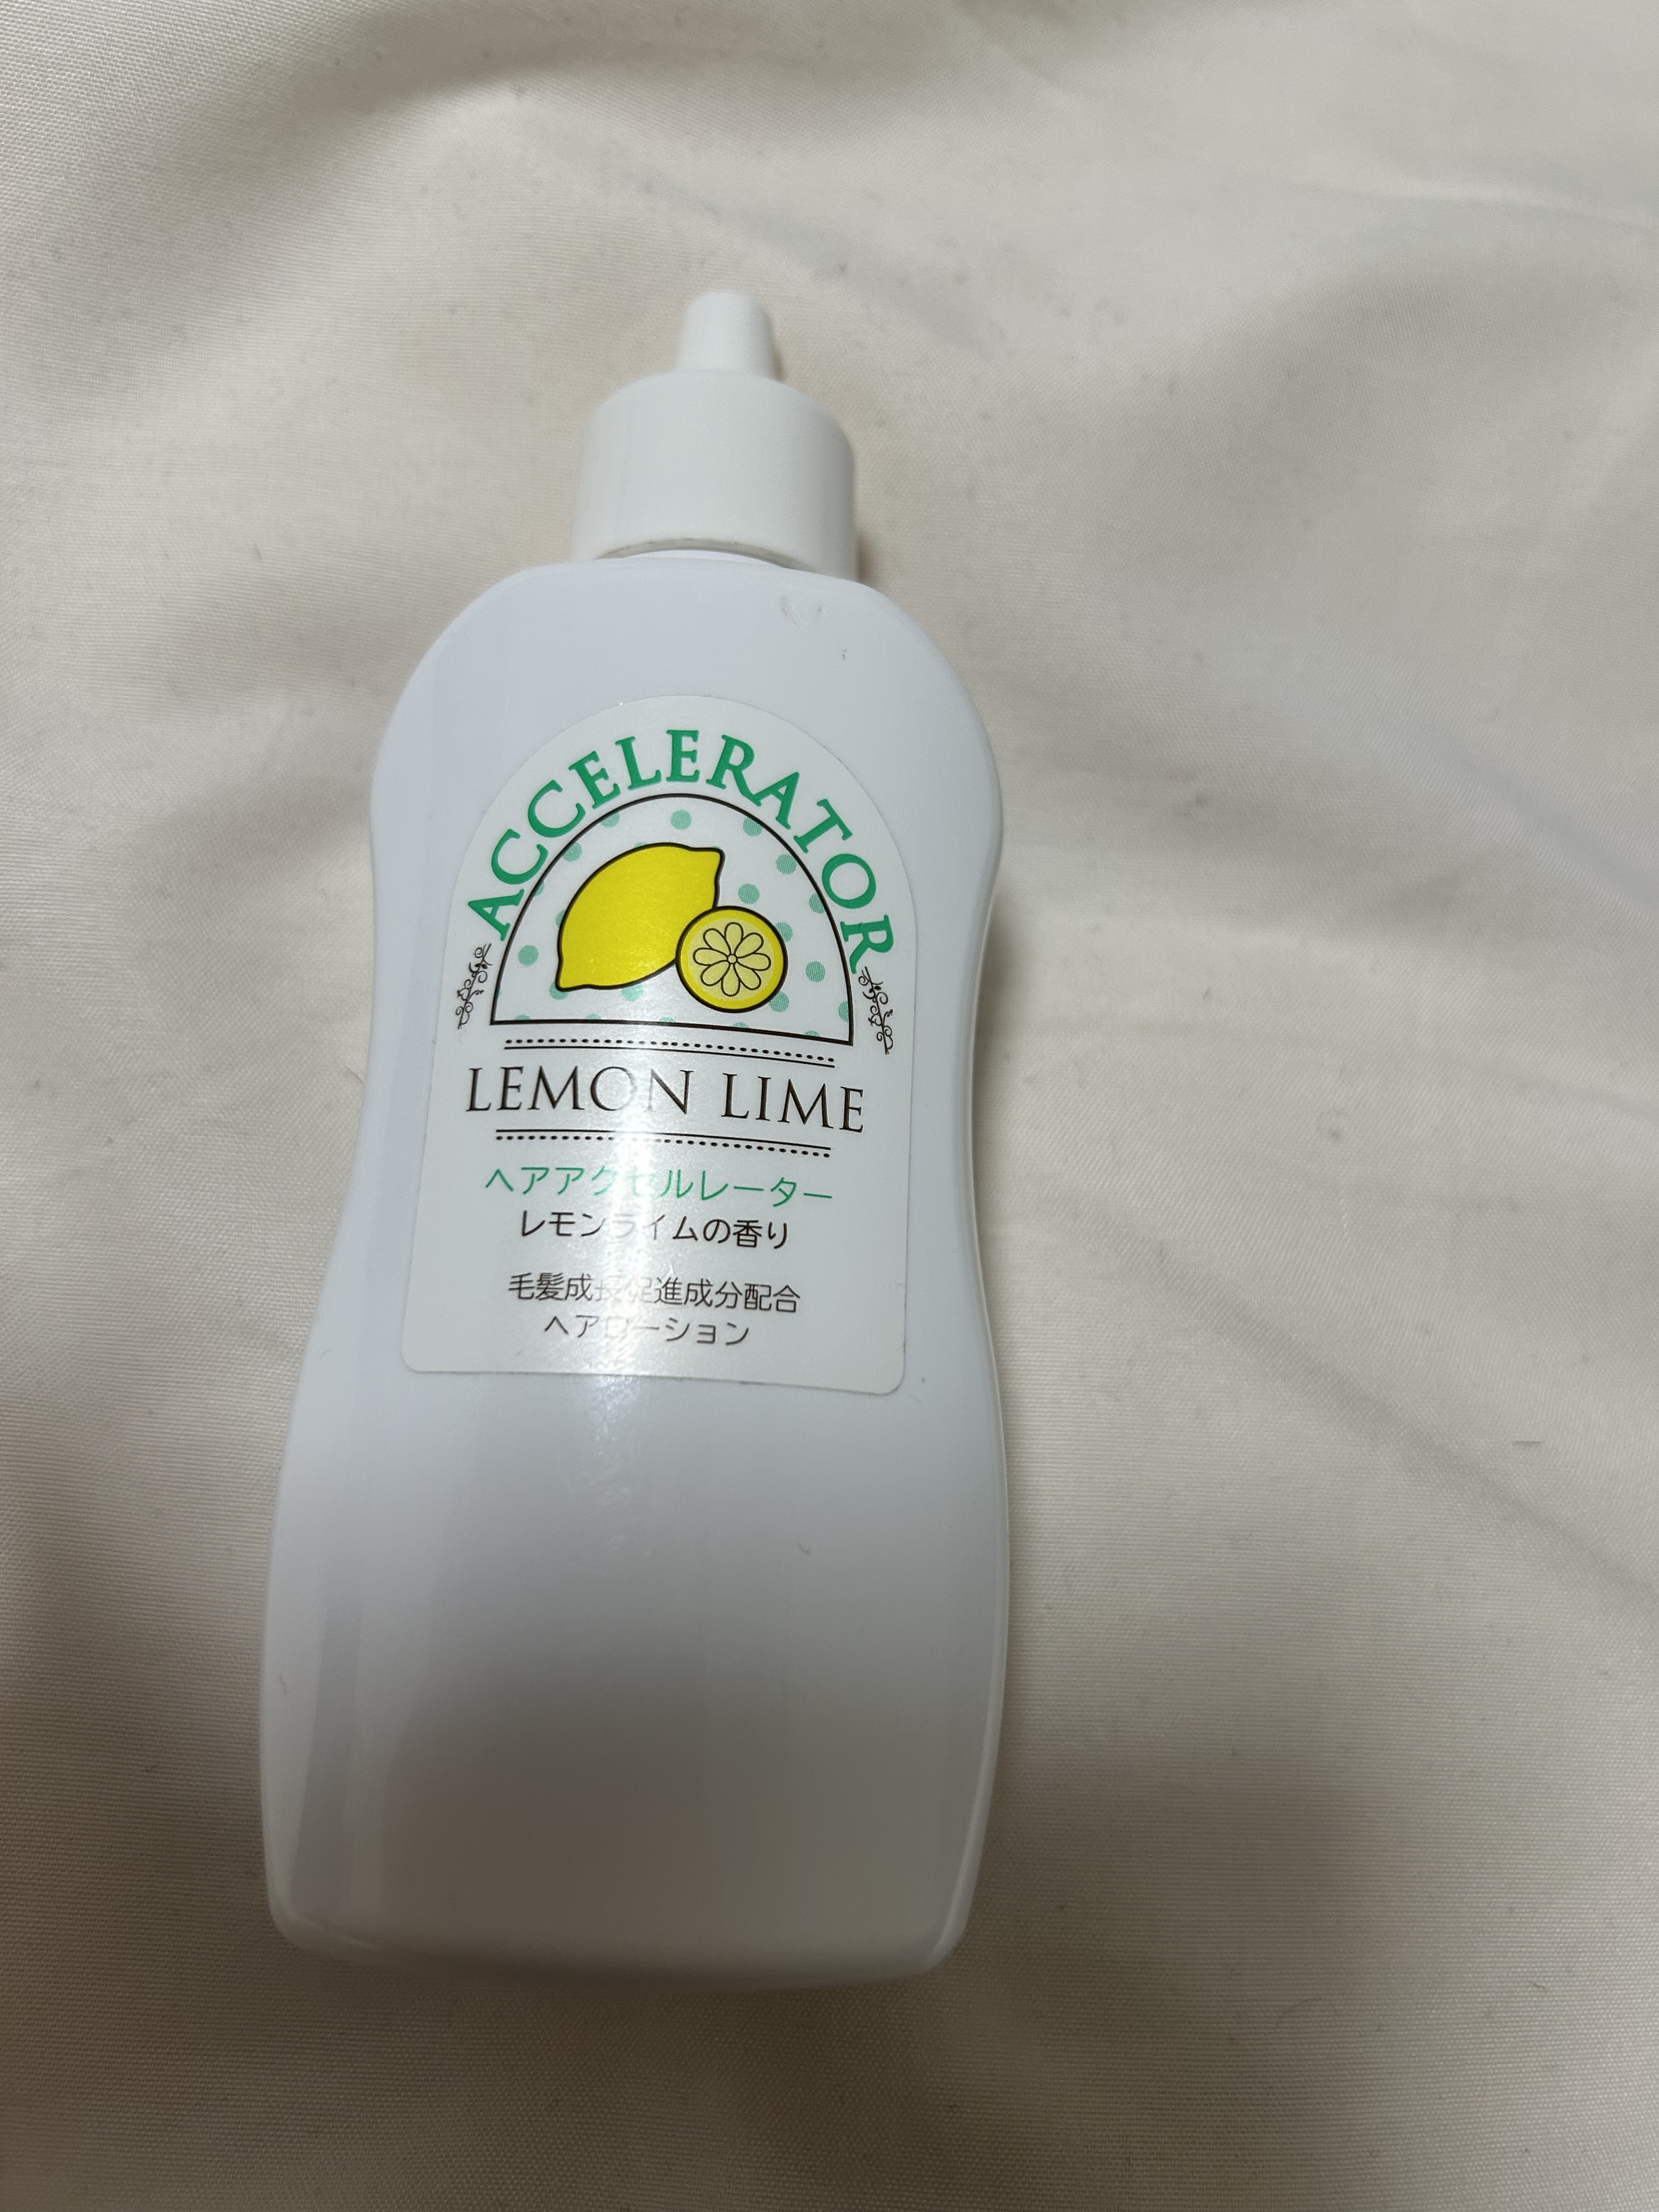 ACCELERATOR
LEMON LIME
ヘアアクセルレーター
レモンライムの香り
毛髪成長促進成分配合
ヘアローション